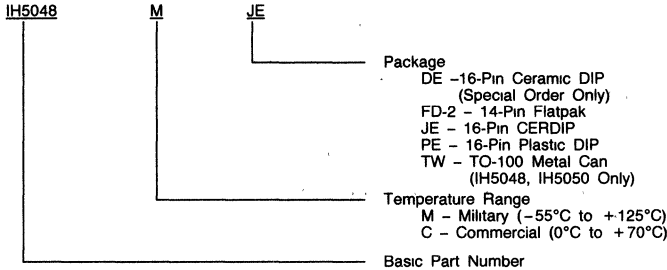 IH5048 M JE
Package
DE -16-Pin Ceramic DIP
(Special Order Only)
FD-2 - 14-Pin Flatpak
JE - 16-Pin CERDIP
PE - 16-Pin Plastic DIP
TW - TO-100 Metal Can
(IH5048, IH5050 Only)
Temperature Range
M - Military (-55°C to +125°C)
C - Commercial (0°C to +70°C)
Basic Part Number